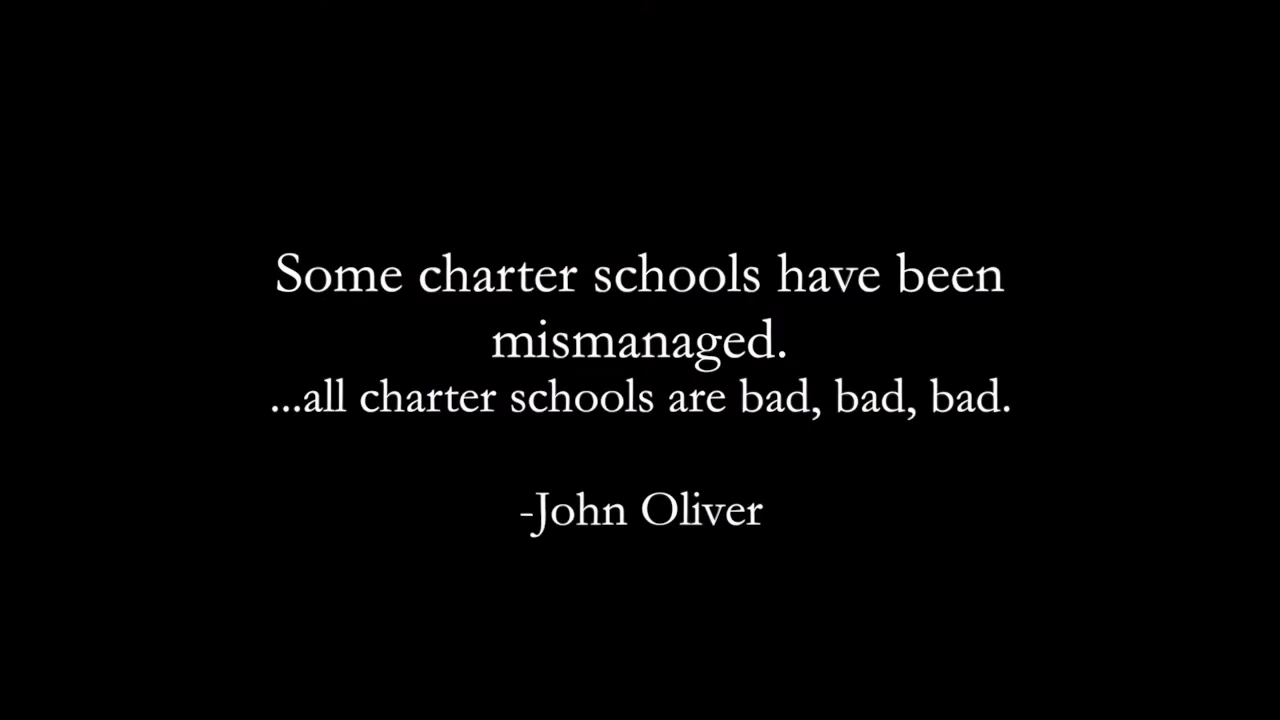 Some charter schools have been
mismanaged.
...all charter schools are bad, bad, bad.
-John Oliver